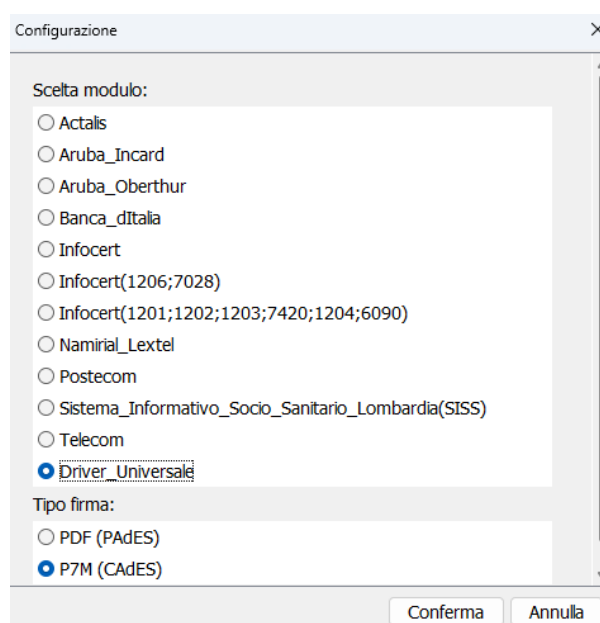 Configurazione
Scelta modulo:
Actalis
Aruba_Incard
Aruba_Oberthur
Banca_dItalia
Infocert
Infocert(1206;7028)
Infocert(1201;1202;1203;7420;1204;6090)
Namirial_Lextel
Postecom
Sistema_Informativo_Socio_Sanitario_Lombardia(SISS)
Telecom
Driver_Universale
Tipo firma:
PDF (PAdES)
P7M (CAdES)
Conferma Annulla